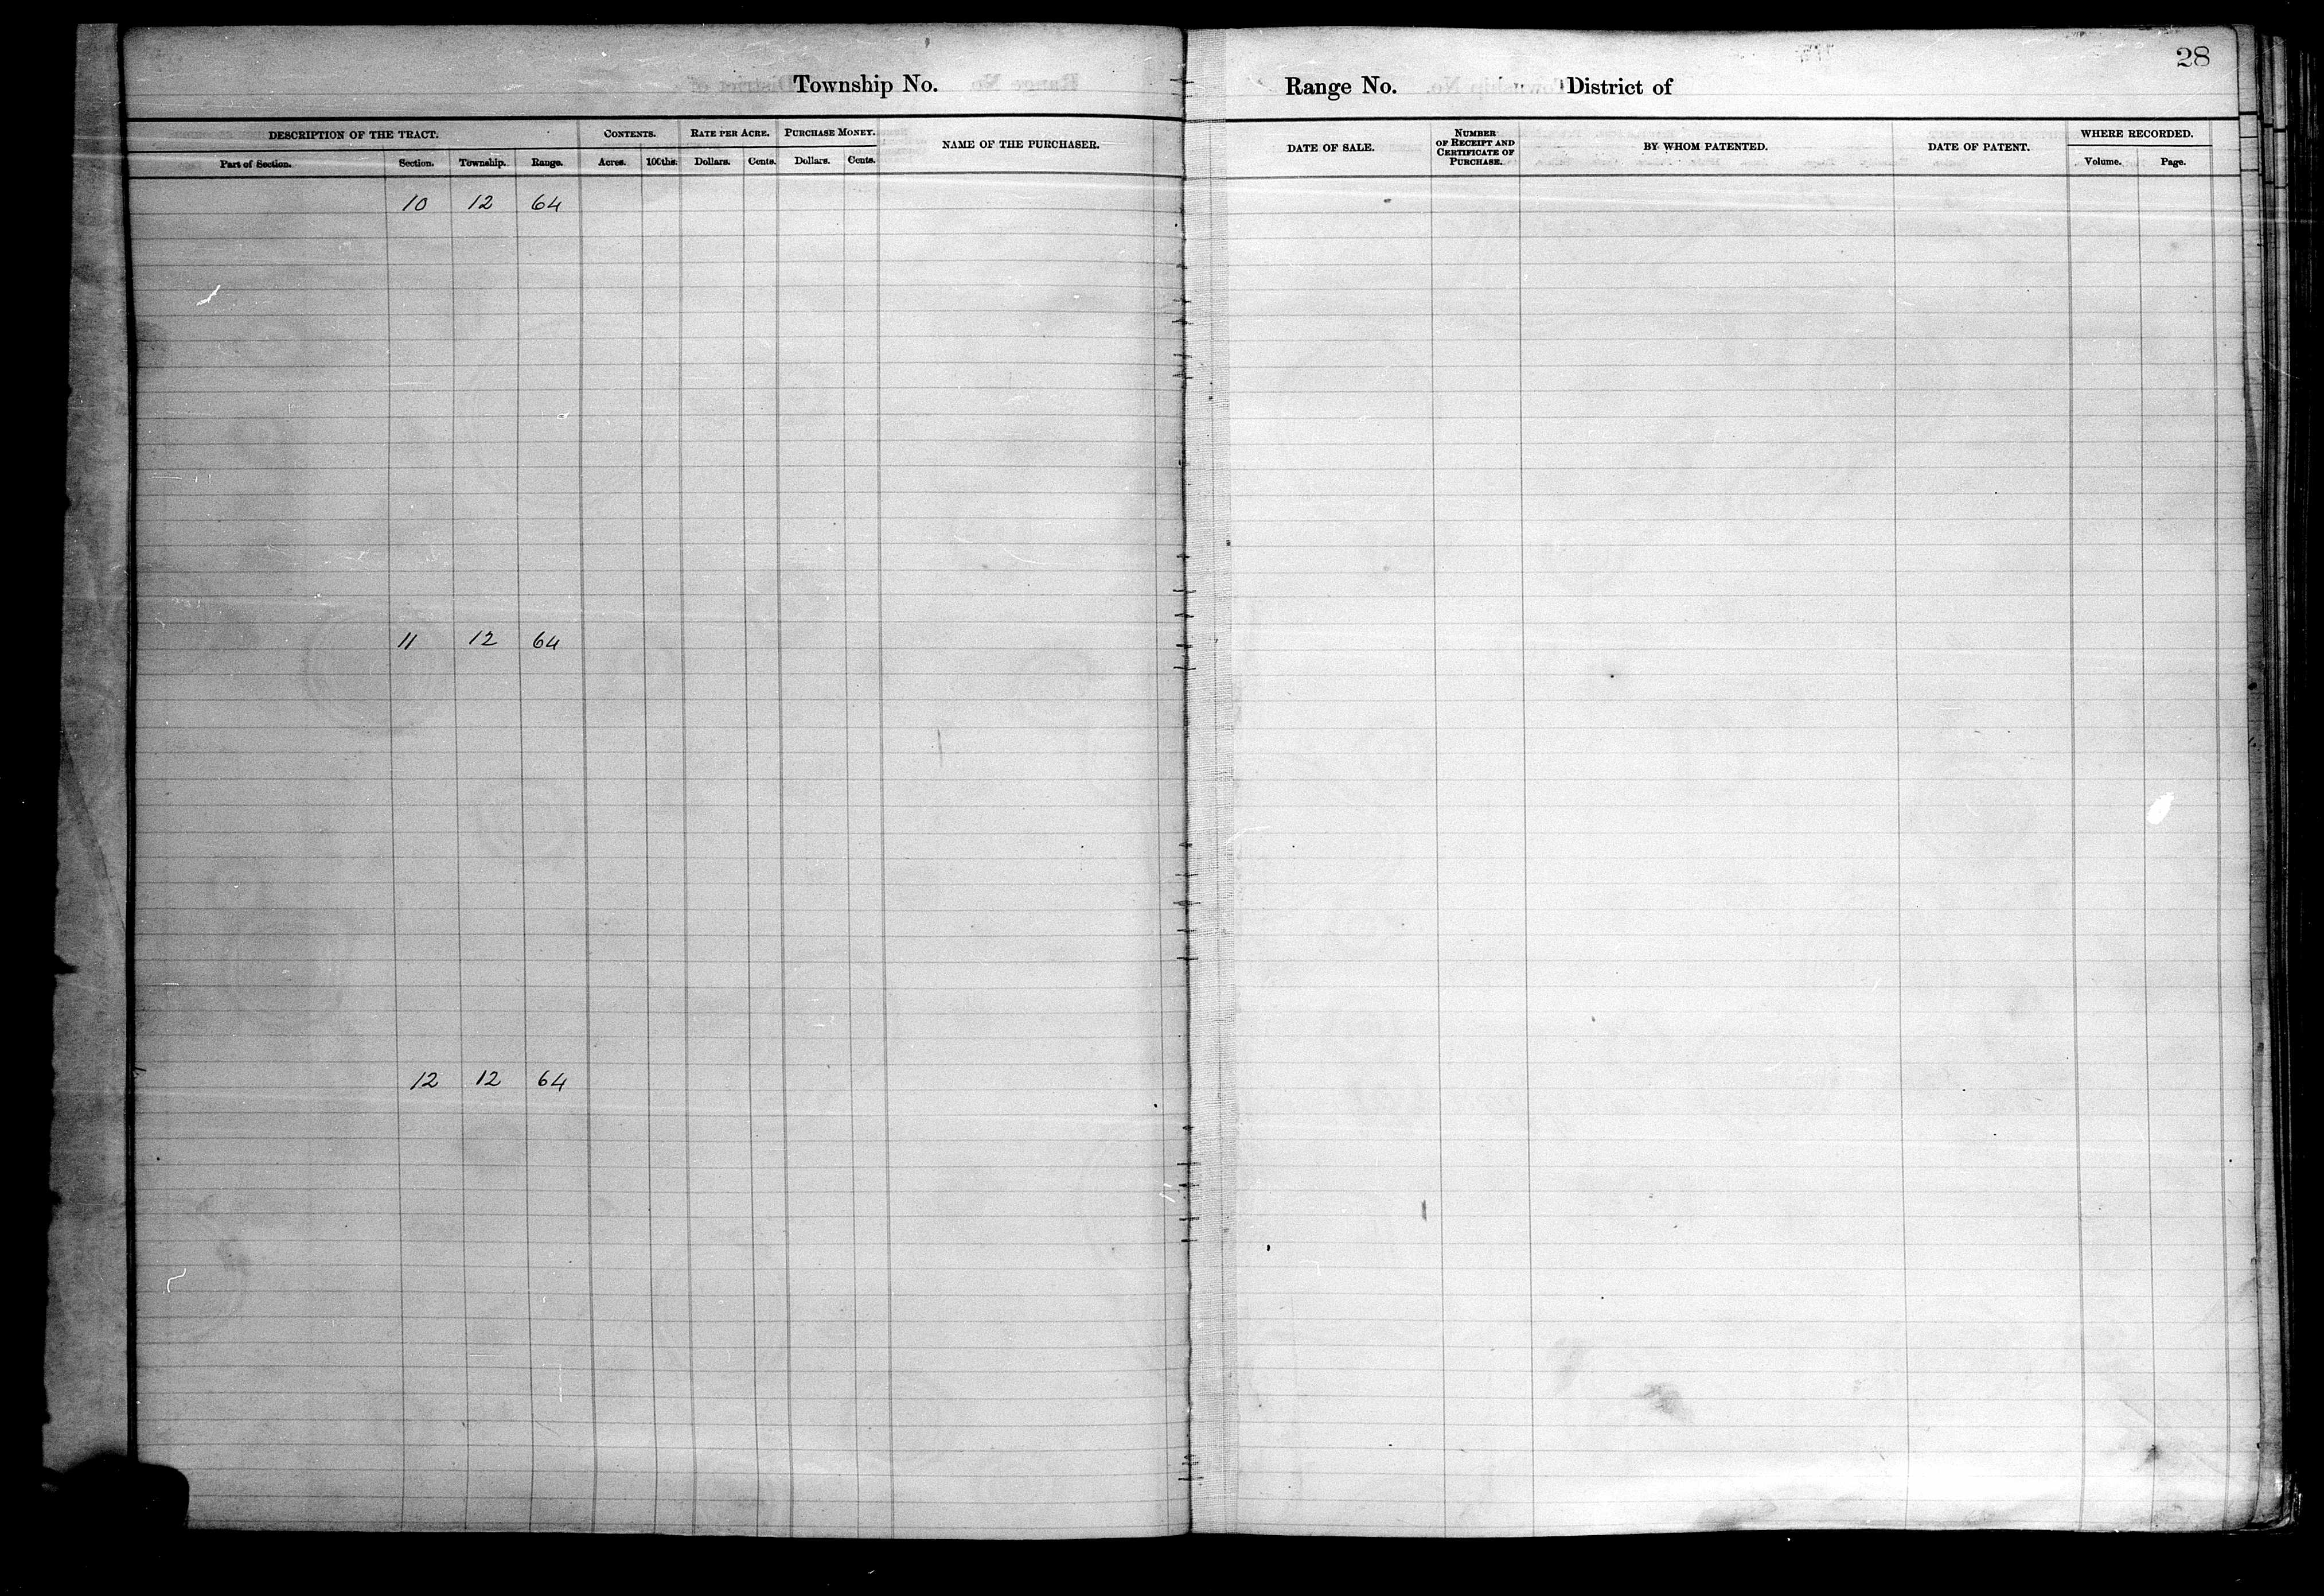 28
Township No. Range No. District of
DESCRIPTION OF THE TRACT. CONTENTS. RATE PER ACRE. PURCHASE MONEY. NAME OF THE PURCHASER. DATE OF SALE. NUMBER OF RECEIPT AND CERTIFICATE OF PURCHASE. BY WHOM PATENTED. DATE OF PATENT. WHERE RECORDED.
Part of Section. Section. Township. Range. Acres. 100ths. Dollars. Cents. Dollars. Cents. Volume. Page.
10 12 64
11 12 64
12 12 64